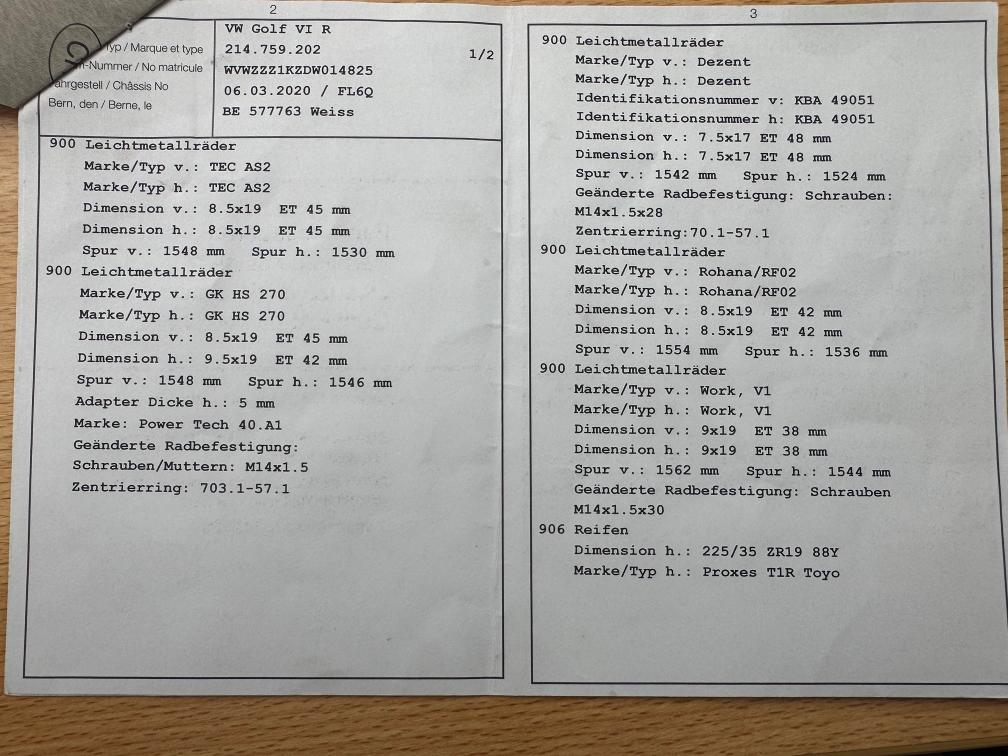 2
Typ / Marque et type
-Nummer / No matricule
Fahrgestell / Châssis No
Bern, den / Berne, le
VW Golf VI R
214.759.202
1/2
WVWZZZ1KZDW014825
06.03.2020 / FL6Q
BE 577763 Weiss
900 Leichtmetallräder
Marke/Typ v.: TEC AS2
Marke/Typ h.: TEC AS2
Dimension v.: 8.5x19 ET 45 mm
Dimension h.: 8.5x19 ET 45 mm
Spur v.: 1548 mm Spur h.: 1530 mm
900 Leichtmetallräder
Marke/Typ v.: GK HS 270
Marke/Typ h.: GK HS 270
Dimension v.: 8.5x19 ET 45 mm
Dimension h.: 9.5x19 ET 42 mm
Spur v.: 1548 mm Spur h.: 1546 mm
Adapter Dicke h.: 5 mm
Marke: Power Tech 40.A1
Geänderte Radbefestigung:
Schrauben/Muttern: M14x1.5
Zentrierring: 703.1-57.1
3
900 Leichtmetallräder
Marke/Typ v.: Dezent
Marke/Typ h.: Dezent
Identifikationsnummer v: KBA 49051
Identifikationsnummer h: KBA 49051
Dimension v.: 7.5x17 ET 48 mm
Dimension h.: 7.5x17 ET 48 mm
Spur v.: 1542 mm Spur h.: 1524 mm
Geänderte Radbefestigung: Schrauben:
M14x1.5x28
Zentrierring:70.1-57.1
900 Leichtmetallräder
Marke/Typ v.: Rohana/RF02
Marke/Typ h.: Rohana/RF02
Dimension v.: 8.5x19 ET 42 mm
Dimension h.: 8.5x19 ET 42 mm
Spur v.: 1554 mm Spur h.: 1536 mm
900 Leichtmetallräder
Marke/Typ v.: Work, V1
Marke/Typ h.: Work, V1
Dimension v.: 9x19 ET 38 mm
Dimension h.: 9x19 ET 38 mm
Spur v.: 1562 mm Spur h.: 1544 mm
Geänderte Radbefestigung: Schrauben
M14x1.5x30
906 Reifen
Dimension h.: 225/35 ZR19 88Y
Marke/Typ h.: Proxes T1R Toyo